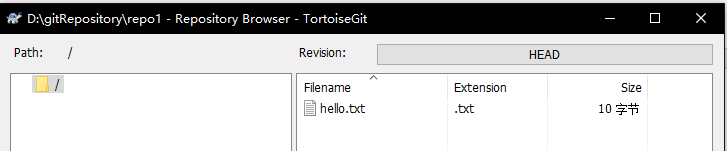 D:\gitRepository\repo1 - Repository Browser - TortoiseGit
Path: / Revision: HEAD
/
Filename Extension Size
hello.txt .txt 10 字节